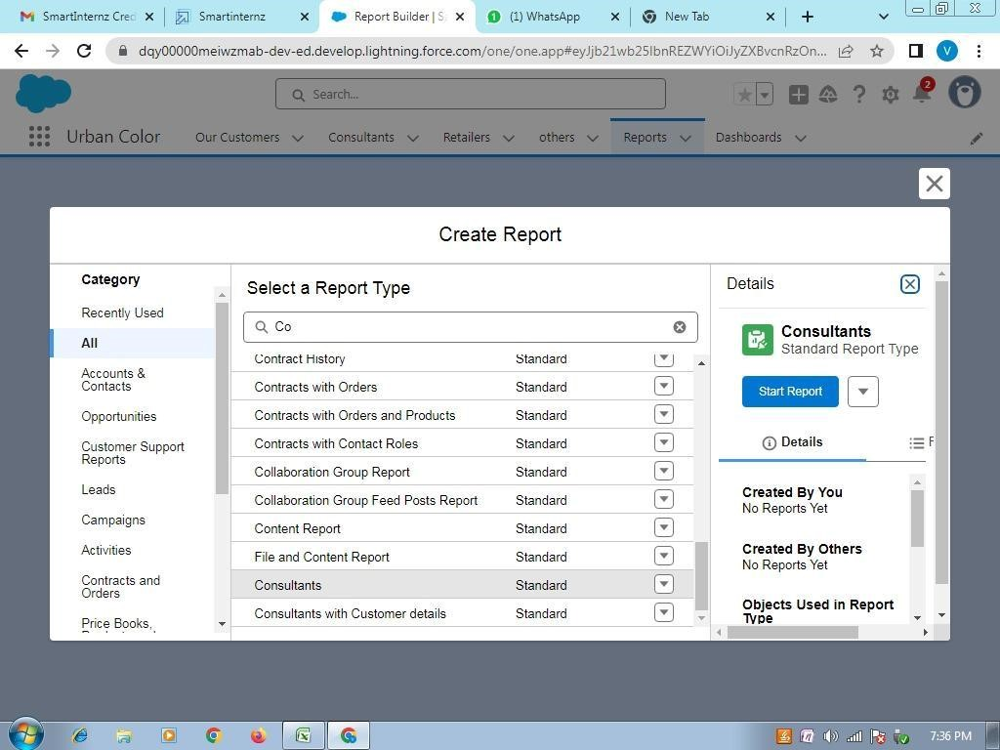 SmartInternz Cred
Smartinternz
Report Builder | S
(1) WhatsApp
New Tab
dqy00000meiwzmab-dev-ed.develop.lightning.force.com/one/one.app#eyJjb21wb25lbnREZWYiOiJyZXBvcnRzOn...
V
Search...
2
Urban Color
Our Customers
Consultants
Retailers
others
Reports
Dashboards
Create Report
Category
Recently Used
All
Accounts &
Contacts
Opportunities
Customer Support
Reports
Leads
Campaigns
Activities
Contracts and
Orders
Price Books,
Select a Report Type
Co
Contract History Standard
Contracts with Orders Standard
Contracts with Orders and Products Standard
Contracts with Contact Roles Standard
Collaboration Group Report Standard
Collaboration Group Feed Posts Report Standard
Content Report Standard
File and Content Report Standard
Consultants Standard
Consultants with Customer details Standard
Details
Consultants
Standard Report Type
Start Report
Details
F
Created By You
No Reports Yet
Created By Others
No Reports Yet
Objects Used in Report
Type
7:36 PM